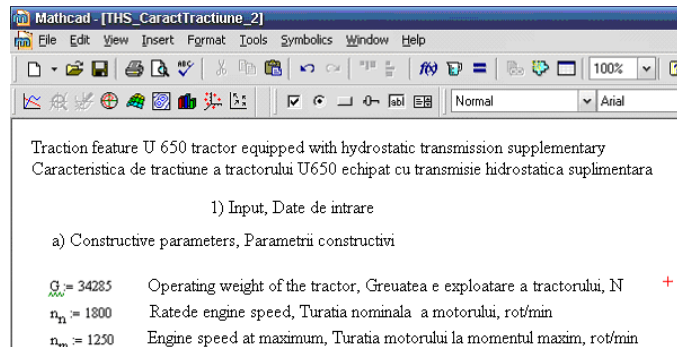 Mathcad - [THS_CaractTractiune_2]
File Edit View Insert Format Tools Symbolics Window Help
100%
Normal Arial
Traction feature U 650 tractor equipped with hydrostatic transmission supplementary
Caracteristica de tractiune a tractorului U650 echipat cu transmisie hidrostatica suplimentara
1) Input, Date de intrare
a) Constructive parameters, Parametrii constructivi
G := 34285 Operating weight of the tractor, Greuatea e exploatare a tractorului, N
n_n := 1800 Ratede engine speed, Turatia nominala a motorului, rot/min
n_m := 1250 Engine speed at maximum, Turatia motorului la momentul maxim, rot/min